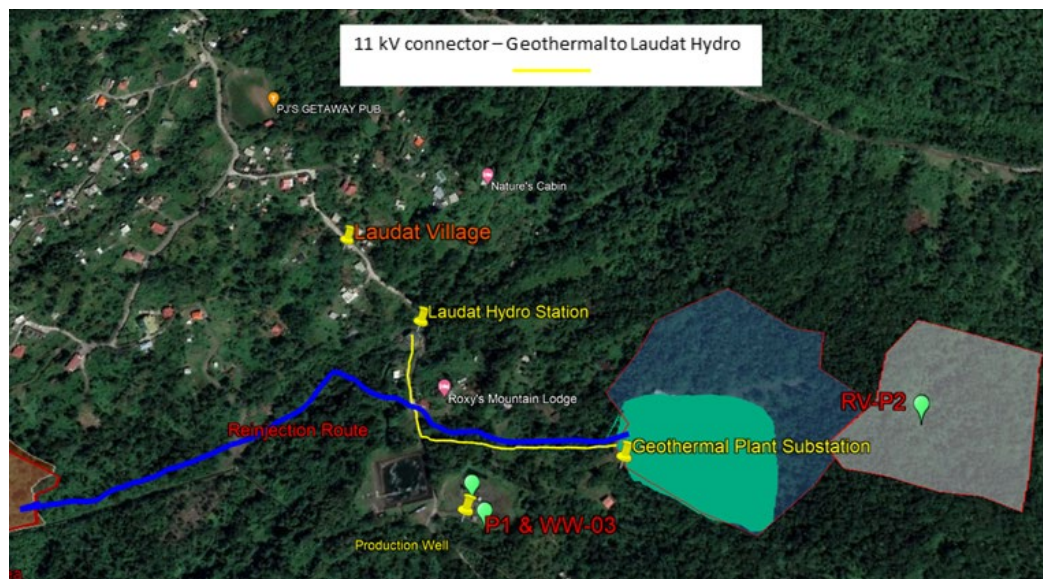 11 kV connector – Geothermal to Laudat Hydro
PJ'S GETAWAY PUB
Nature's Cabin
Laudat Village
Laudat Hydro Station
Roxy's Mountain Lodge
RV-P2
Reinjection Route
Geothermal Plant Substation
P1 & WW-03
Production Well